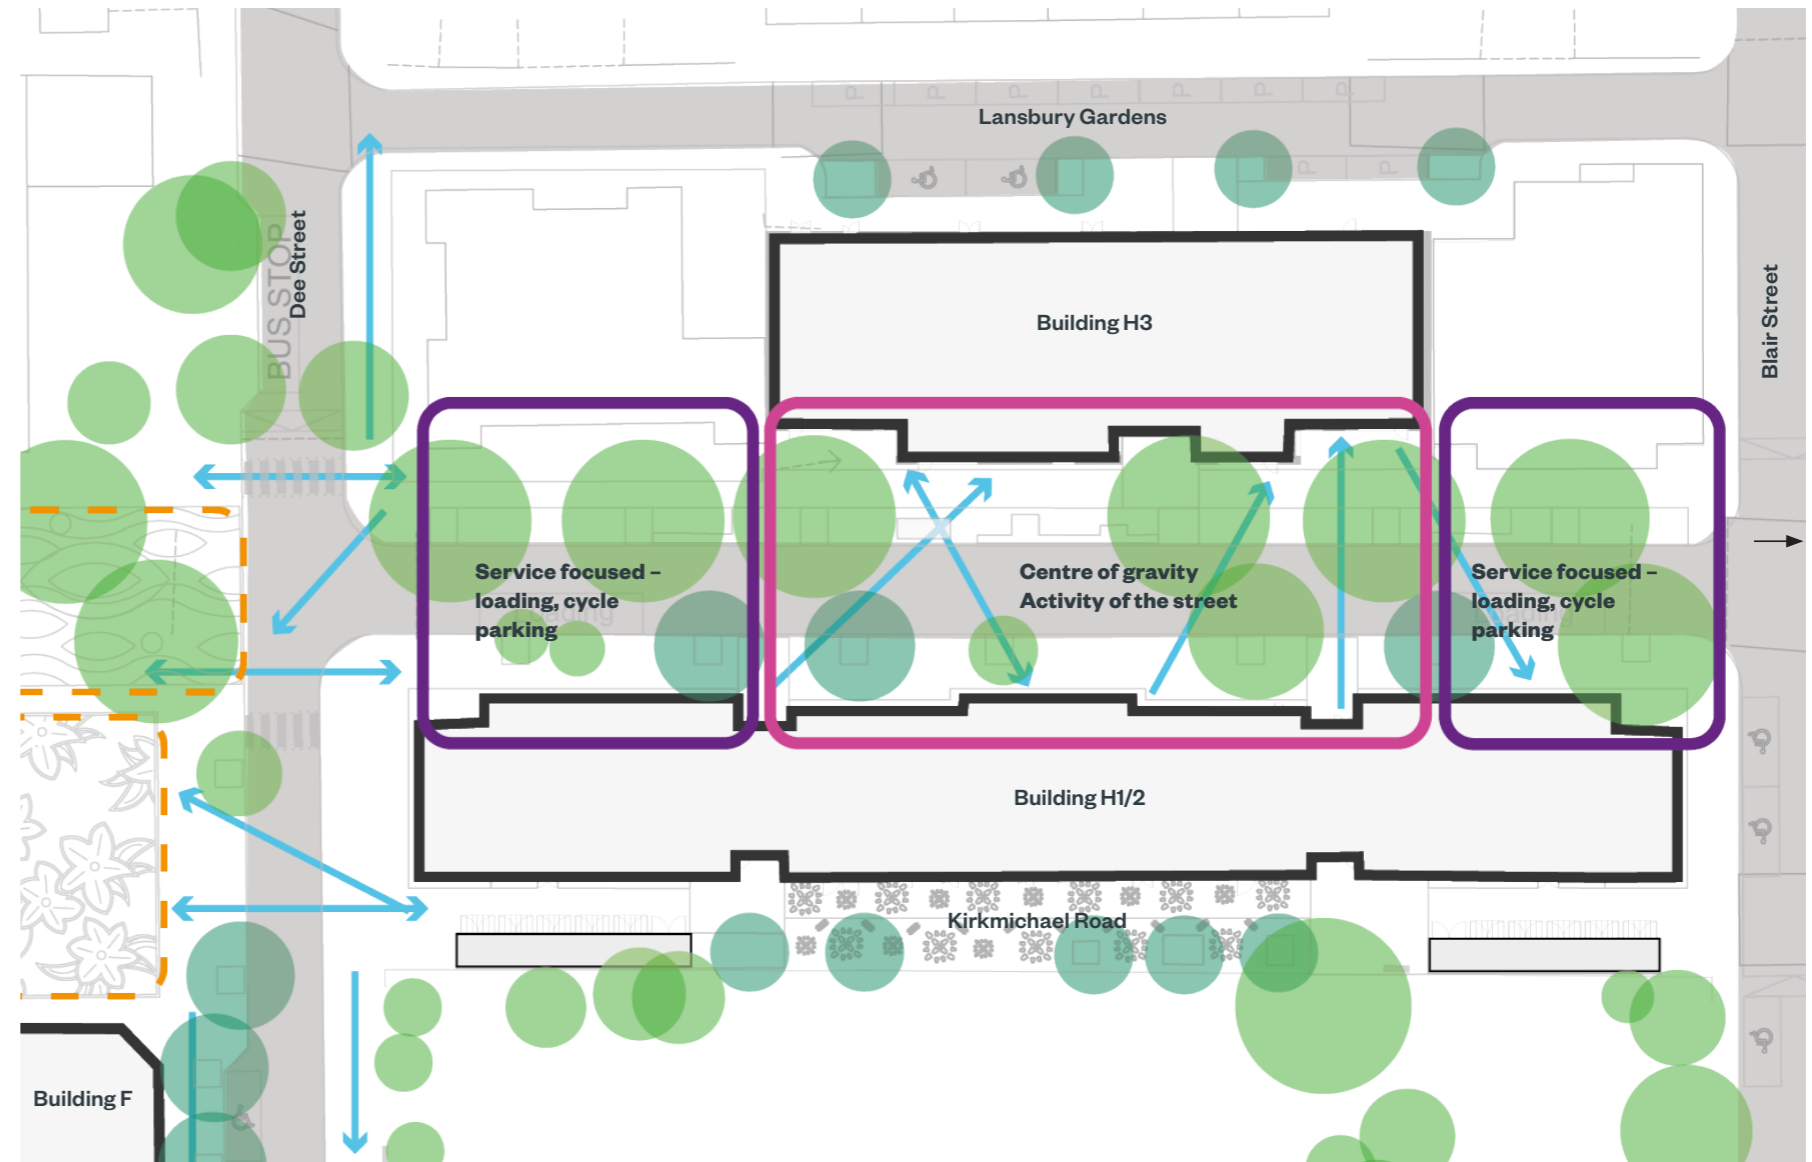 Lansbury Gardens
P P P P P P P
P P
BUS STOP
Dee Street
Blair Street
Building H3
Service focused –
loading, cycle
parking
Centre of gravity
Activity of the street
Service focused –
loading, cycle
parking
Building H1/2
Kirkmichael Road
Building F